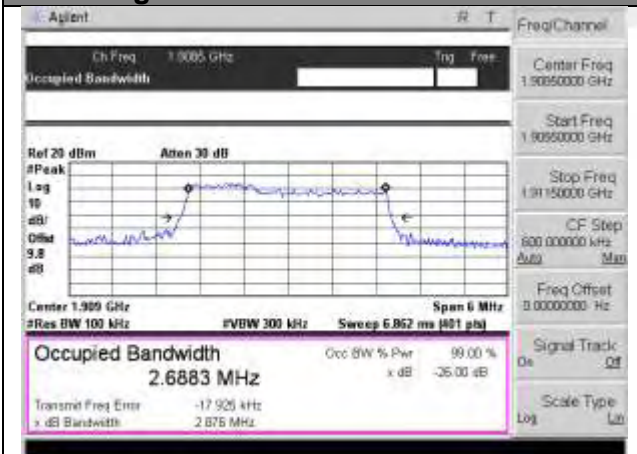 Agilent R T
Freq/Channel
Ch Freq 1.9085 GHz Trig Free
Occupied Bandwidth
Center Freq
1.90850000 GHz
Start Freq
1.90550000 GHz
Stop Freq
1.91150000 GHz
CF Step
600.000000 kHz
Auto Man
Freq Offset
0.00000000 Hz
Signal Track
On Off
Scale Type
Log Lin
Ref 20 dBm Atten 30 dB
#Peak
Log
10
dB/
Offst
9.8
dB
Center 1.909 GHz Span 6 MHz
#Res BW 100 kHz #VBW 300 kHz Sweep 6.862 ms (401 pts)
Occupied Bandwidth Occ BW % Pwr 99.00 %
2.6883 MHz x dB -26.00 dB
Transmit Freq Error -17.925 kHz
x dB Bandwidth 2.876 MHz